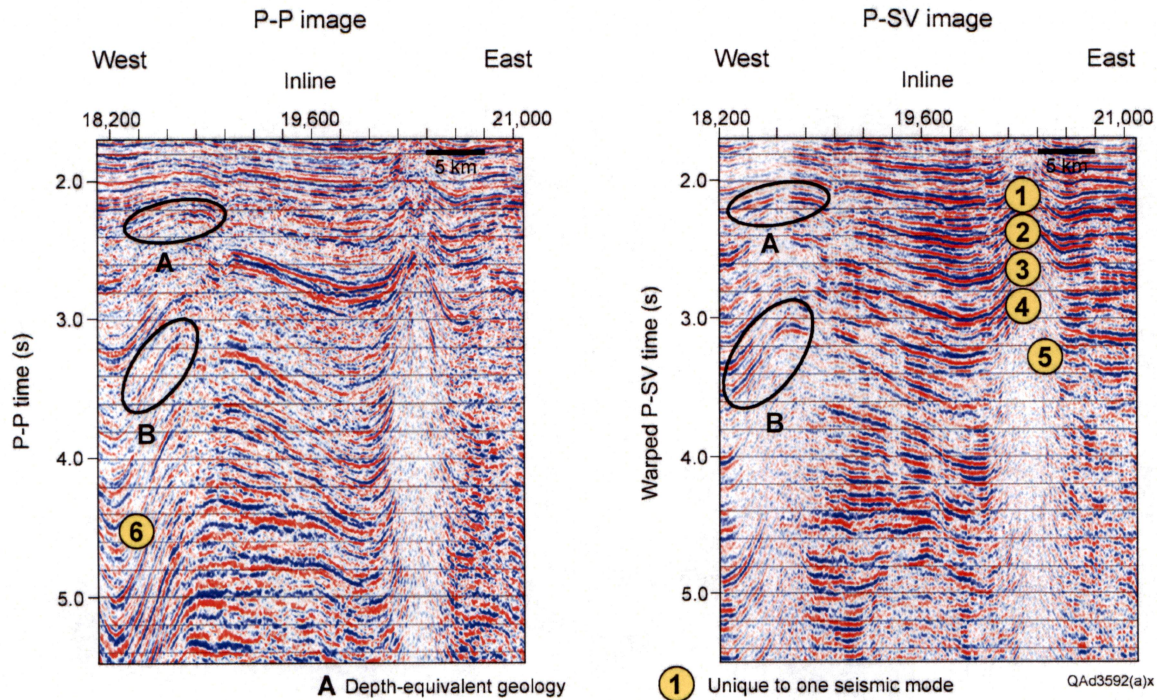 P-P image
West East
Inline
18,200 19,600 21,000
5 km
2.0
A
3.0
B
4.0
6
5.0
P-P time (s)
P-SV image
West East
Inline
18,200 19,600 21,000
5 km
2.0
1
A
2
3
4
3.0
5
B
4.0
5.0
Warped P-SV time (s)
A Depth-equivalent geology
1 Unique to one seismic mode
QAd3592(a)x